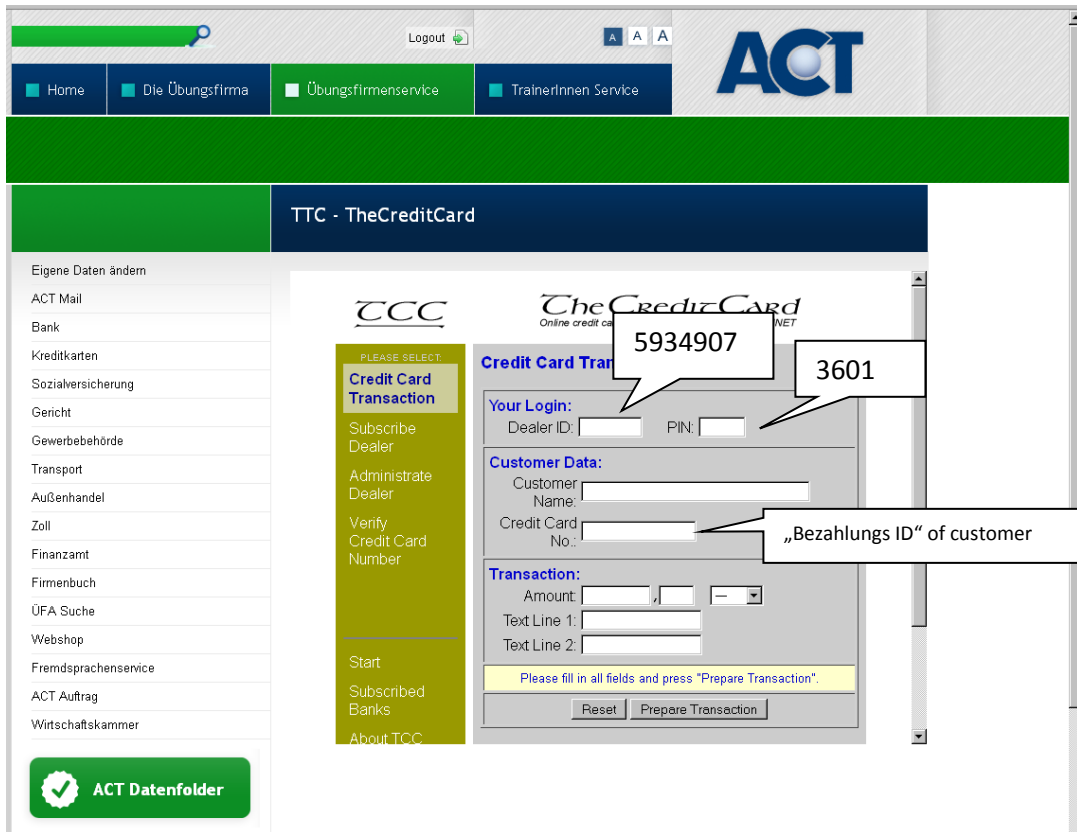 Logout
A A A
ACT
Home
Die Übungsfirma
Übungsfirmenservice
TrainerInnen Service
TTC - TheCreditCard
Eigene Daten ändern
ACT Mail
Bank
Kreditkarten
Sozialversicherung
Gericht
Gewerbebehörde
Transport
Außenhandel
Zoll
Finanzamt
Firmenbuch
ÜFA Suche
Webshop
Fremdsprachenservice
ACT Auftrag
Wirtschaftskammer
ACT Datenfolder
TCC
TheCreditCard
Online credit
NET
PLEASE SELECT:
Credit Card
Transaction
Subscribe
Dealer
Administrate
Dealer
Verify
Credit Card
Number
Start
Subscribed
Banks
About TCC
Credit Card
5934907
3601
Your Login:
Dealer ID: PIN:
Customer Data:
Customer
Name:
Credit Card
No.:
„Bezahlungs ID“ of customer
Transaction:
Amount: , —
Text Line 1:
Text Line 2:
Please fill in all fields and press "Prepare Transaction".
Reset
Prepare Transaction